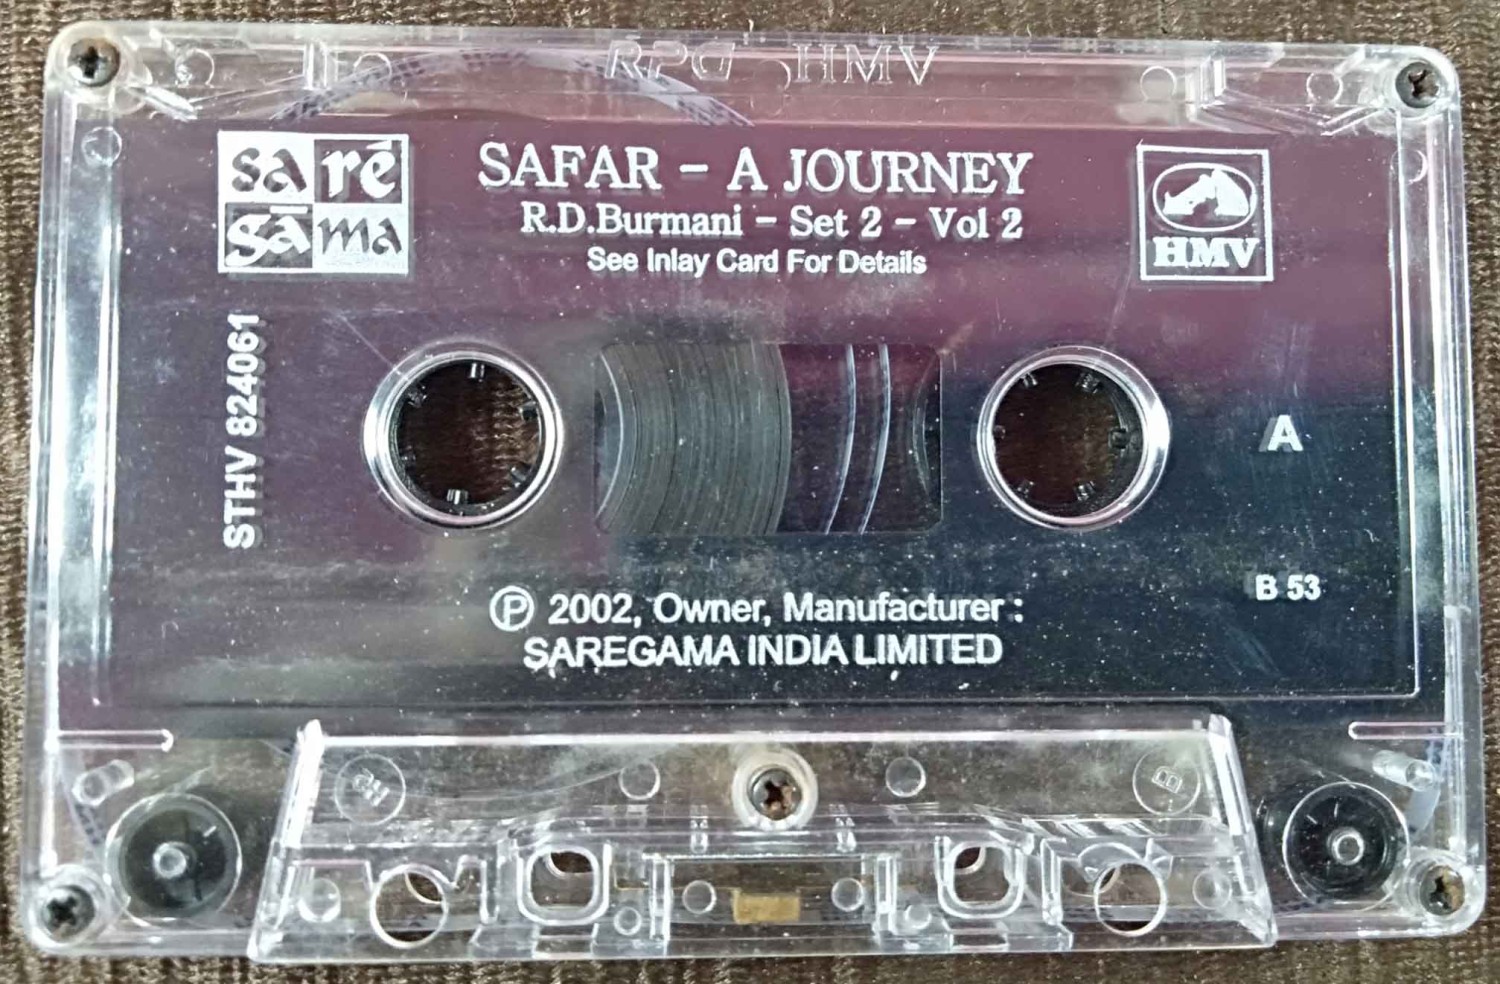 RPG HMV
sa rē
gā ma
SAFAR - A JOURNEY
R.D.Burmani - Set 2 - Vol 2
See Inlay Card For Details
HMV
STHV 824061
A
B 53
℗ 2002, Owner, Manufacturer :
SAREGAMA INDIA LIMITED